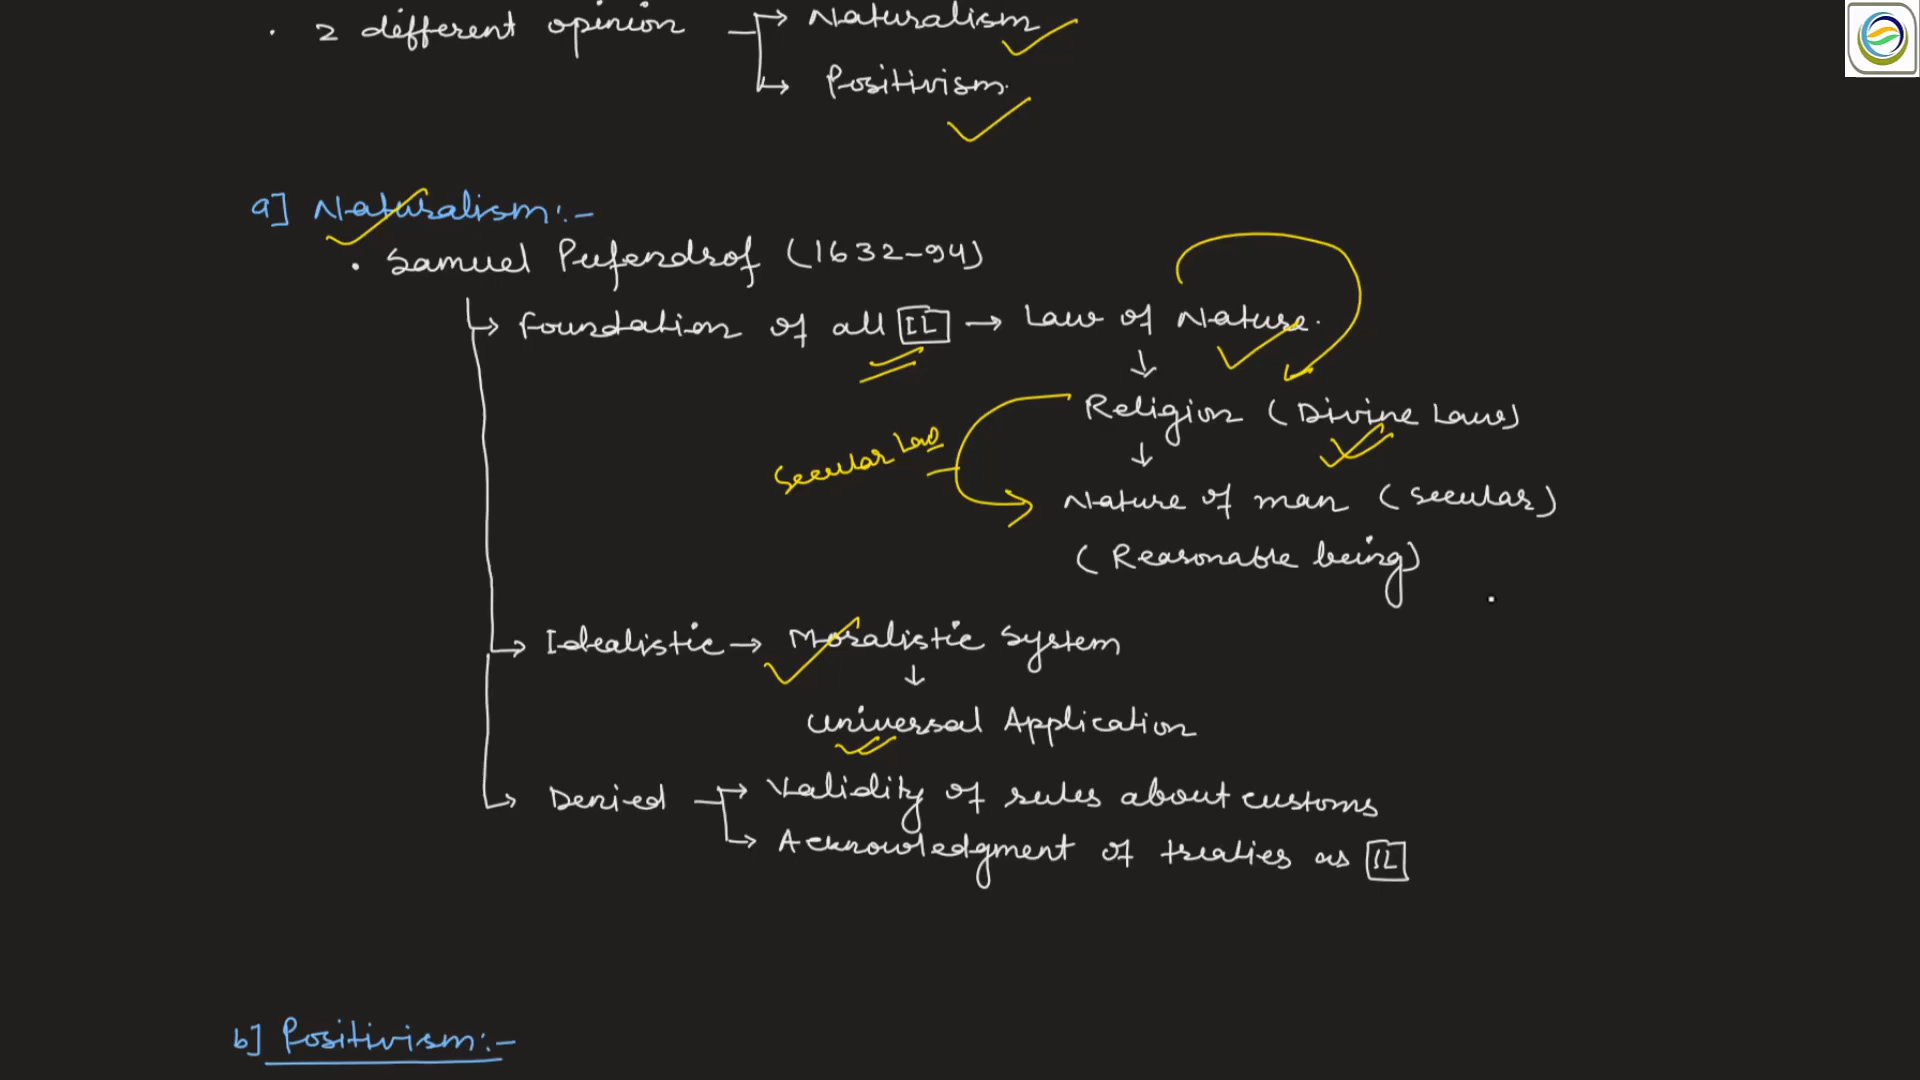 . 2 different opinion → Naturalism
→ Positivism.
a] Naturalism:-
. Samuel Pufendrof (1632-94)
→ Foundation of all IL → Law of Nature.
↓
Religion (Divine Laws)
Secular Law
↓
Nature of man (Secular)
(Reasonable being)
→ Idealistic → Moralistic System
↓
Universal Application
→ Denied → Validity of rules about customs
→ Acknowledgment of treaties as IL
b] Positivism:-